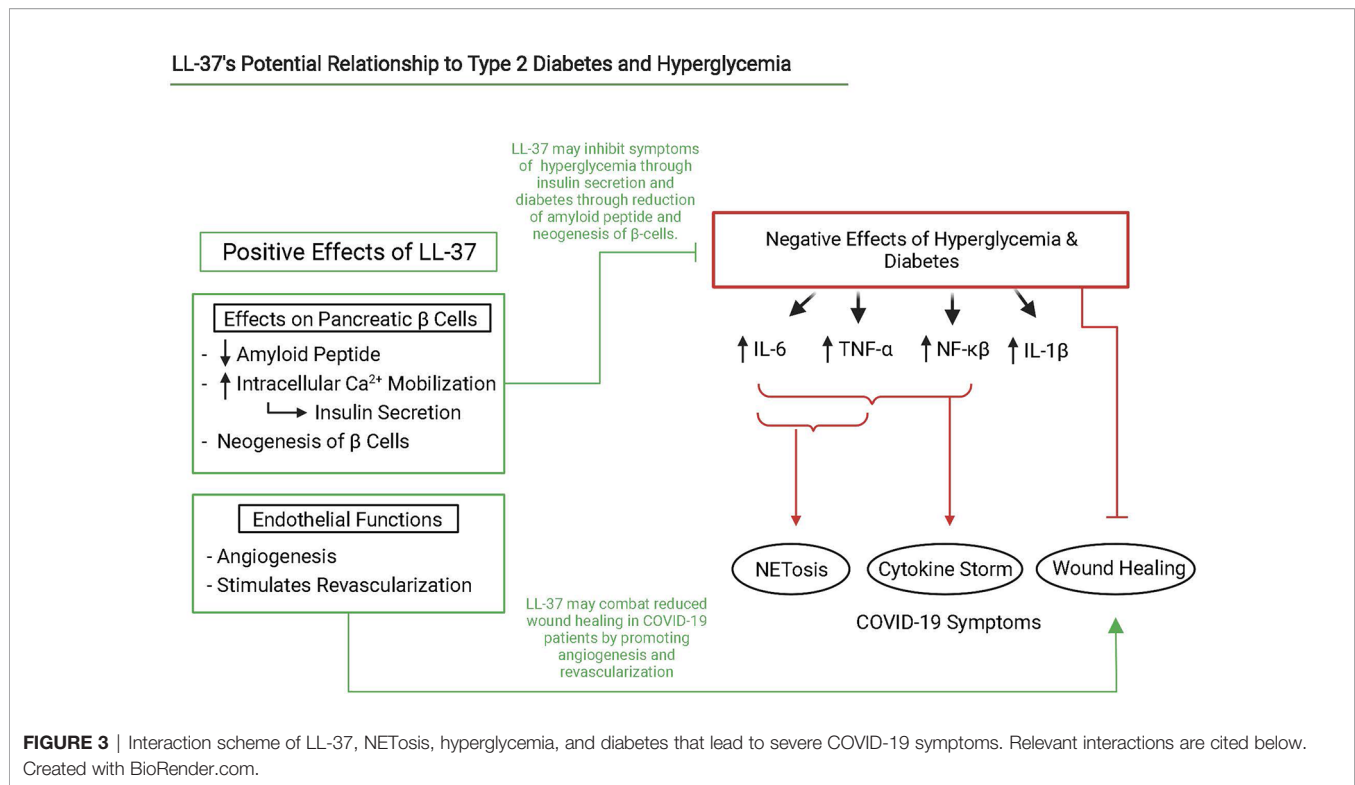 LL-37's Potential Relationship to Type 2 Diabetes and Hyperglycemia
LL-37 may inhibit symptoms
of hyperglycemia through
insulin secretion and
diabetes through reduction
of amyloid peptide and
neogenesis of β-cells.
Positive Effects of LL-37
Effects on Pancreatic β Cells
- ↓ Amyloid Peptide
- ↑ Intracellular Ca²⁺ Mobilization
Insulin Secretion
- Neogenesis of β Cells
Endothelial Functions
- Angiogenesis
- Stimulates Revascularization
LL-37 may combat reduced
wound healing in COVID-19
patients by promoting
angiogenesis and
revascularization
Negative Effects of Hyperglycemia &
Diabetes
↑ IL-6 ↑ TNF-α ↑ NF-κβ ↑ IL-1β
NETosis Cytokine Storm Wound Healing
COVID-19 Symptoms
FIGURE 3 | Interaction scheme of LL-37, NETosis, hyperglycemia, and diabetes that lead to severe COVID-19 symptoms. Relevant interactions are cited below.
Created with BioRender.com.